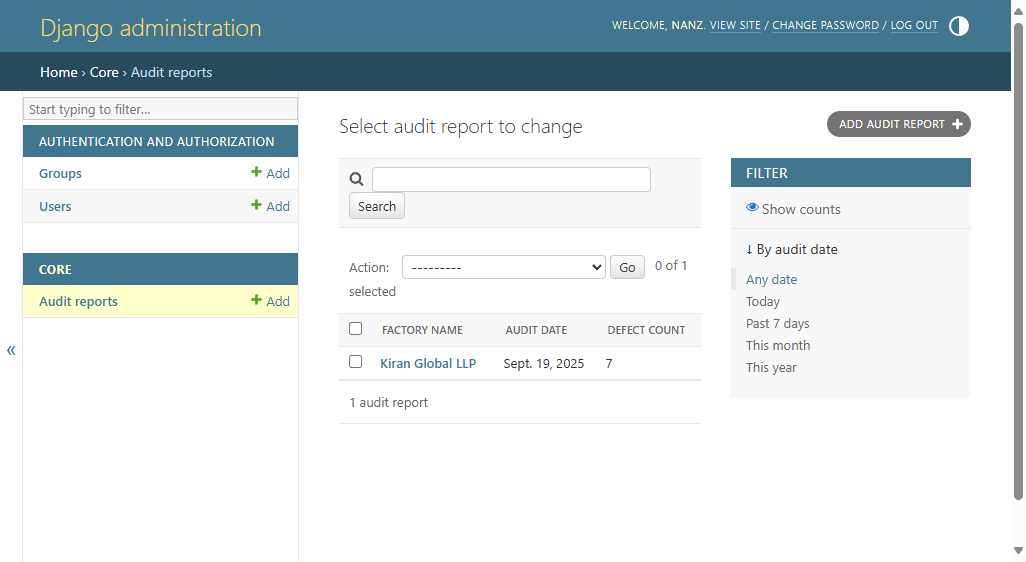 Django administration
WELCOME, NANZ. VIEW SITE / CHANGE PASSWORD / LOG OUT
Home › Core › Audit reports
Start typing to filter...
AUTHENTICATION AND AUTHORIZATION
Groups + Add
Users + Add
CORE
Audit reports + Add
«
Select audit report to change
ADD AUDIT REPORT +
Search
Action: --------- Go 0 of 1
selected
FACTORY NAME AUDIT DATE DEFECT COUNT
Kiran Global LLP Sept. 19, 2025 7
1 audit report
FILTER
Show counts
↓ By audit date
Any date
Today
Past 7 days
This month
This year